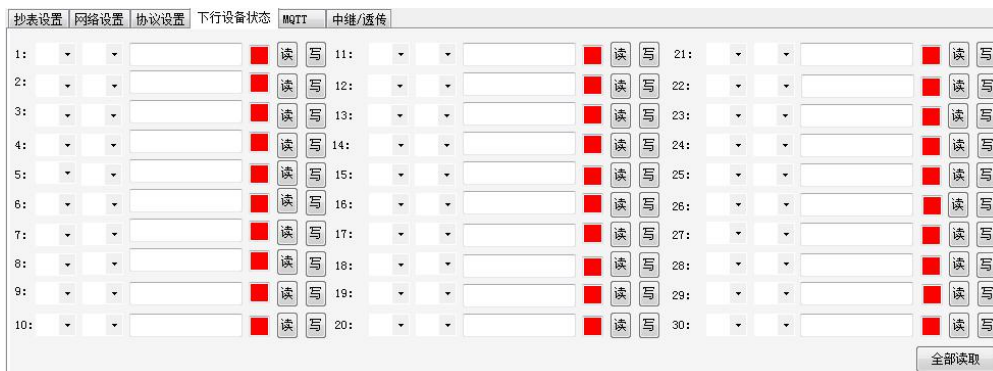 抄表设置 网络设置 协议设置 下行设备状态 MQTT 中继/透传
1: 读 写 11: 读 写 21: 读 写
2: 读 写 12: 读 写 22: 读 写
3: 读 写 13: 读 写 23: 读 写
4: 读 写 14: 读 写 24: 读 写
5: 读 写 15: 读 写 25: 读 写
6: 读 写 16: 读 写 26: 读 写
7: 读 写 17: 读 写 27: 读 写
8: 读 写 18: 读 写 28: 读 写
9: 读 写 19: 读 写 29: 读 写
10: 读 写 20: 读 写 30: 读 写
全部读取